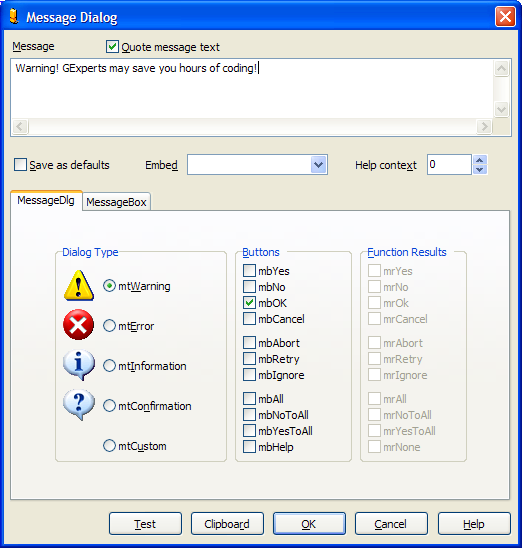 Message Dialog
Message Quote message text
Warning! GExperts may save you hours of coding!
Save as defaults Embed Help context 0
MessageDlg MessageBox
Dialog Type Buttons Function Results
mbYes mrYes
mtWarning mbNo mrNo
mbOK mrOk
mtError mbCancel mrCancel
mbAbort mrAbort
mtInformation mbRetry mrRetry
mbIgnore mrIgnore
mtConfirmation mbAll mrAll
mbNoToAll mrNoToAll
mbYesToAll mrYesToAll
mtCustom mbHelp mrNone
Test Clipboard OK Cancel Help